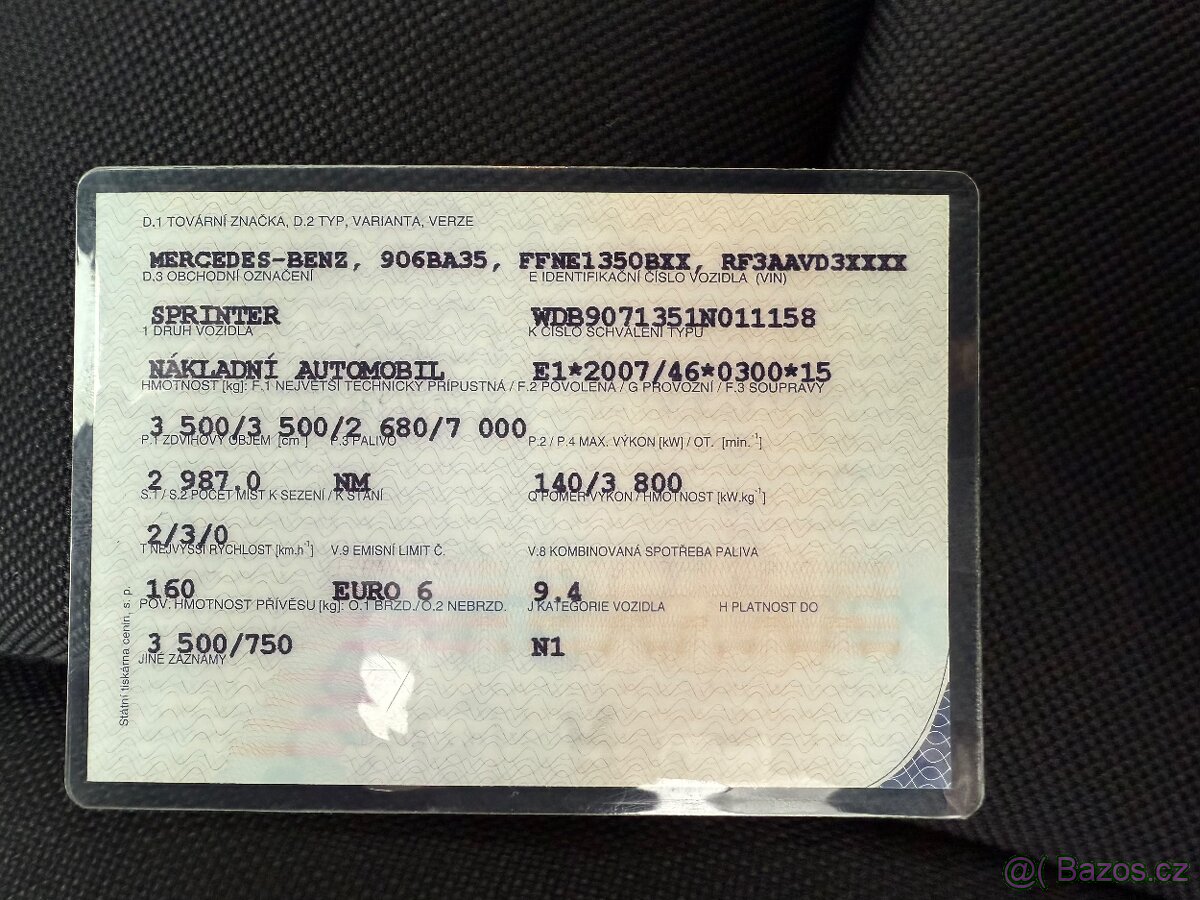 D.1 TOVÁRNÍ ZNAČKA, D.2 TYP, VARIANTA, VERZE
MERCEDES-BENZ, 906BA35, FFNE1350BXX, RF3AAVD3XXXX
D.3 OBCHODNÍ OZNAČENÍ E IDENTIFIKAČNÍ ČÍSLO VOZIDLA (VIN)
SPRINTER WDB9071351N011158
1 DRUH VOZIDLA K ČÍSLO SCHVÁLENÍ TYPU
NÁKLADNÍ AUTOMOBIL E1*2007/46*0300*15
HMOTNOST [kg]: F.1 NEJVĚTŠÍ TECHNICKY PŘÍPUSTNÁ / F.2 POVOLENÁ / G PROVOZNÍ / F.3 SOUPRAVY
3 500/3 500/2 680/7 000
P.1 ZDVIHOVÝ OBJEM [cm³] P.3 PALIVO P.2 / P.4 MAX. VÝKON [kW] / OT. [min.⁻¹]
2 987.0 NM 140/3 800
S.1 / S.2 POČET MÍST K SEZENÍ / K STÁNÍ Q POMĚR VÝKON / HMOTNOST [kW.kg⁻¹]
2/3/0
T NEJVYŠŠÍ RYCHLOST [km.h⁻¹] V.9 EMISNÍ LIMIT Č. V.8 KOMBINOVANÁ SPOTŘEBA PALIVA
160 EURO 6 9.4
POV. HMOTNOST PŘÍVĚSU [kg]: O.1 BRZD./O.2 NEBRZD. J KATEGORIE VOZIDLA H PLATNOST DO
3 500/750 N1
JINÉ ZÁZNAMY
Státní tiskárna cenin, s. p.
@( Bazos.cz